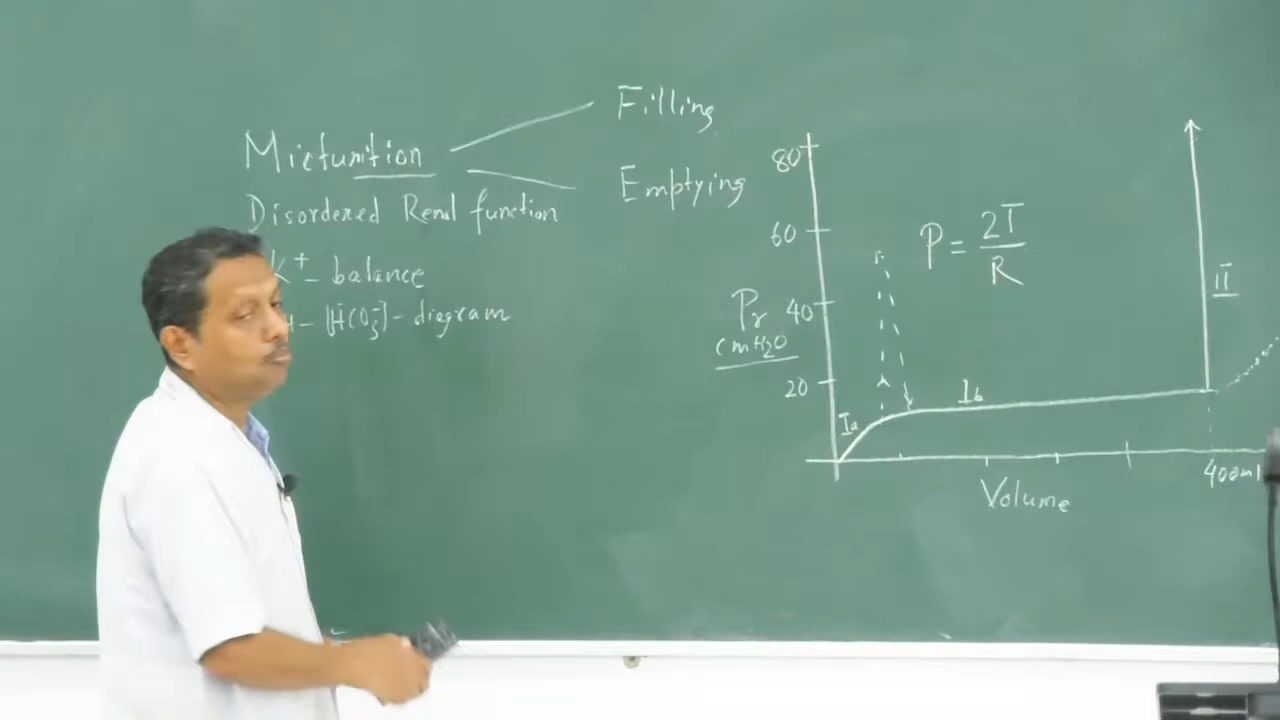 Filling
Micturition
Emptying
Disordered Renal function
K+ - balance
- [HCO3-] - diagram
80
60
40
20
Pr
cmH2O
P = 2T/R
Ia
Ib
II
400ml
Volume